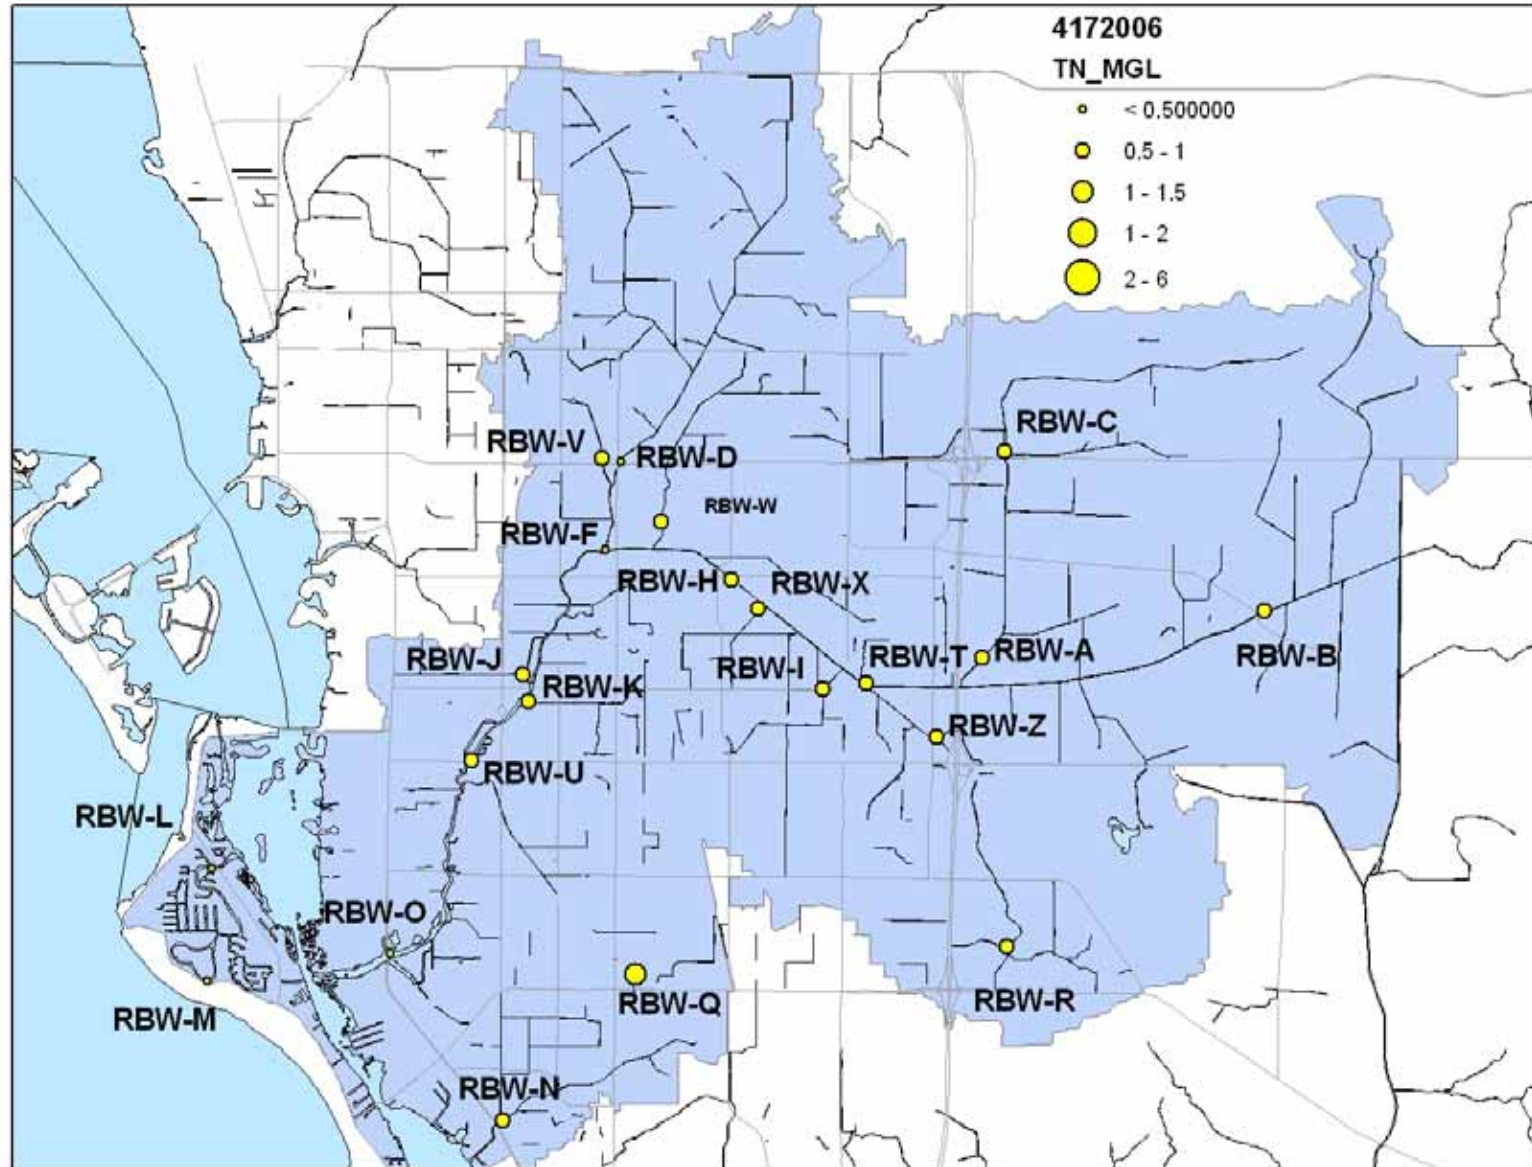 4172006
TN_MGL
< 0.500000
0.5 - 1
1 - 1.5
1 - 2
2 - 6
RBW-C
RBW-V
RBW-D
RBW-W
RBW-F
RBW-H
RBW-X
RBW-J
RBW-K
RBW-I
RBW-T
RBW-A
RBW-B
RBW-Z
RBW-U
RBW-L
RBW-O
RBW-M
RBW-Q
RBW-R
RBW-N